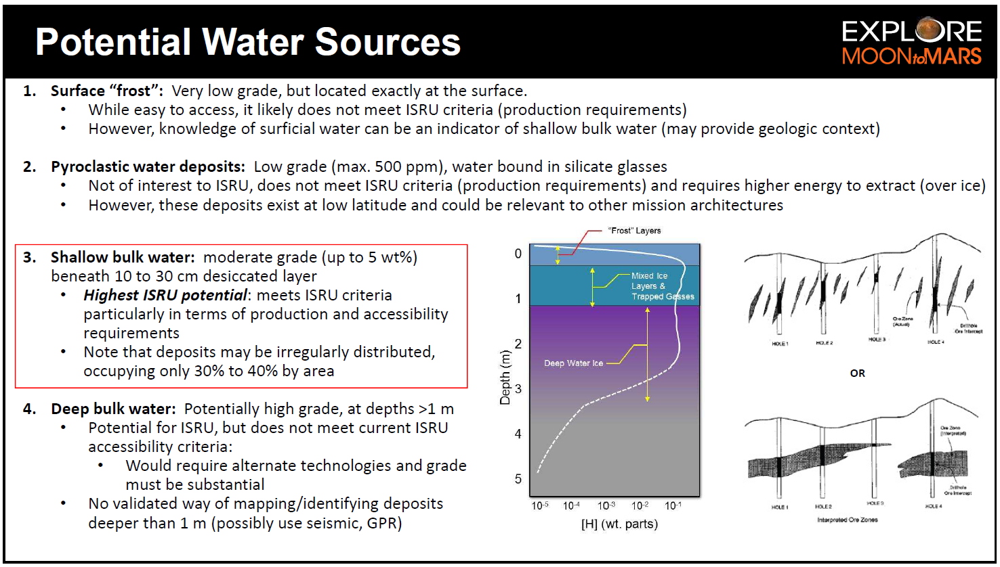 Potential Water Sources
EXPLORE
MOONtoMARS
1. Surface “frost”: Very low grade, but located exactly at the surface.
• While easy to access, it likely does not meet ISRU criteria (production requirements)
• However, knowledge of surficial water can be an indicator of shallow bulk water (may provide geologic context)
2. Pyroclastic water deposits: Low grade (max. 500 ppm), water bound in silicate glasses
• Not of interest to ISRU, does not meet ISRU criteria (production requirements) and requires higher energy to extract (over ice)
• However, these deposits exist at low latitude and could be relevant to other mission architectures
3. Shallow bulk water: moderate grade (up to 5 wt%)
beneath 10 to 30 cm desiccated layer
• Highest ISRU potential: meets ISRU criteria
particularly in terms of production and accessibility
requirements
• Note that deposits may be irregularly distributed,
occupying only 30% to 40% by area
4. Deep bulk water: Potentially high grade, at depths >1 m
• Potential for ISRU, but does not meet current ISRU
accessibility criteria:
• Would require alternate technologies and grade
must be substantial
• No validated way of mapping/identifying deposits
deeper than 1 m (possibly use seismic, GPR)
“Frost” Layers
Mixed Ice
Layers &
Trapped Gasses
Deep Water Ice
Depth (m)
0
1
2
3
4
5
10-5 10-4 10-3 10-2 10-1
[H] (wt. parts)
Ore Zone
(Actual)
Drillhole
Ore Intercept
HOLE 1
HOLE 2
HOLE 3
HOLE 4
OR
Ore Zone
(Interpreted)
Drillhole
Ore Intercept
HOLE 1
HOLE 2
HOLE 3
HOLE 4
Interpreted Ore Zones